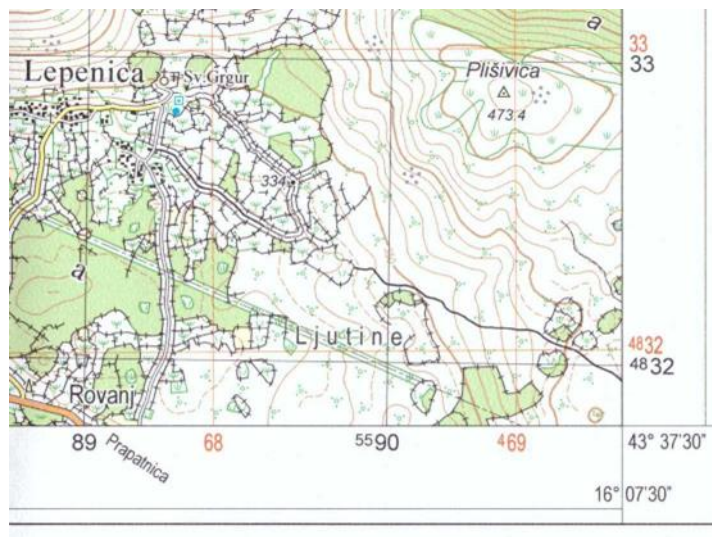 a
33
33
Lepenica
Sv.Grgur
Plišivica
473.4
334
a
Ljutine
4832
4832
Rovanj
89
Prapatnica
68
5590
469
43° 37'30"
16° 07'30"